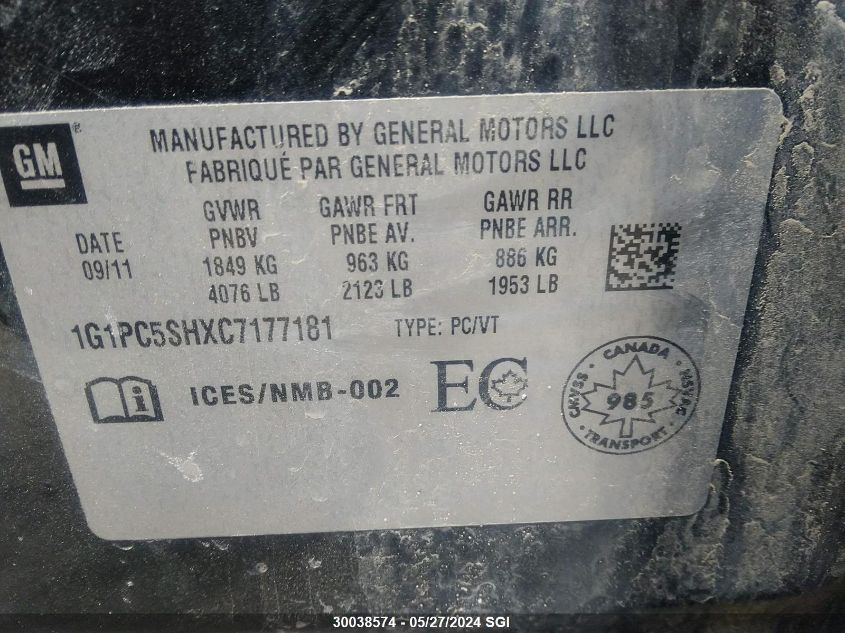 GM®
MANUFACTURED BY GENERAL MOTORS LLC
FABRIQUÉ PAR GENERAL MOTORS LLC
GVWR GAWR FRT GAWR RR
DATE PNBV PNBE AV. PNBE ARR.
09/11 1849 KG 963 KG 886 KG
4076 LB 2123 LB 1953 LB
1G1PC5SHXC7177181 TYPE: PC/VT
i ICES/NMB-002 EC
CANADA
CMVSS 985 NSVAC
TRANSPORT
30038574 - 05/27/2024 SGI